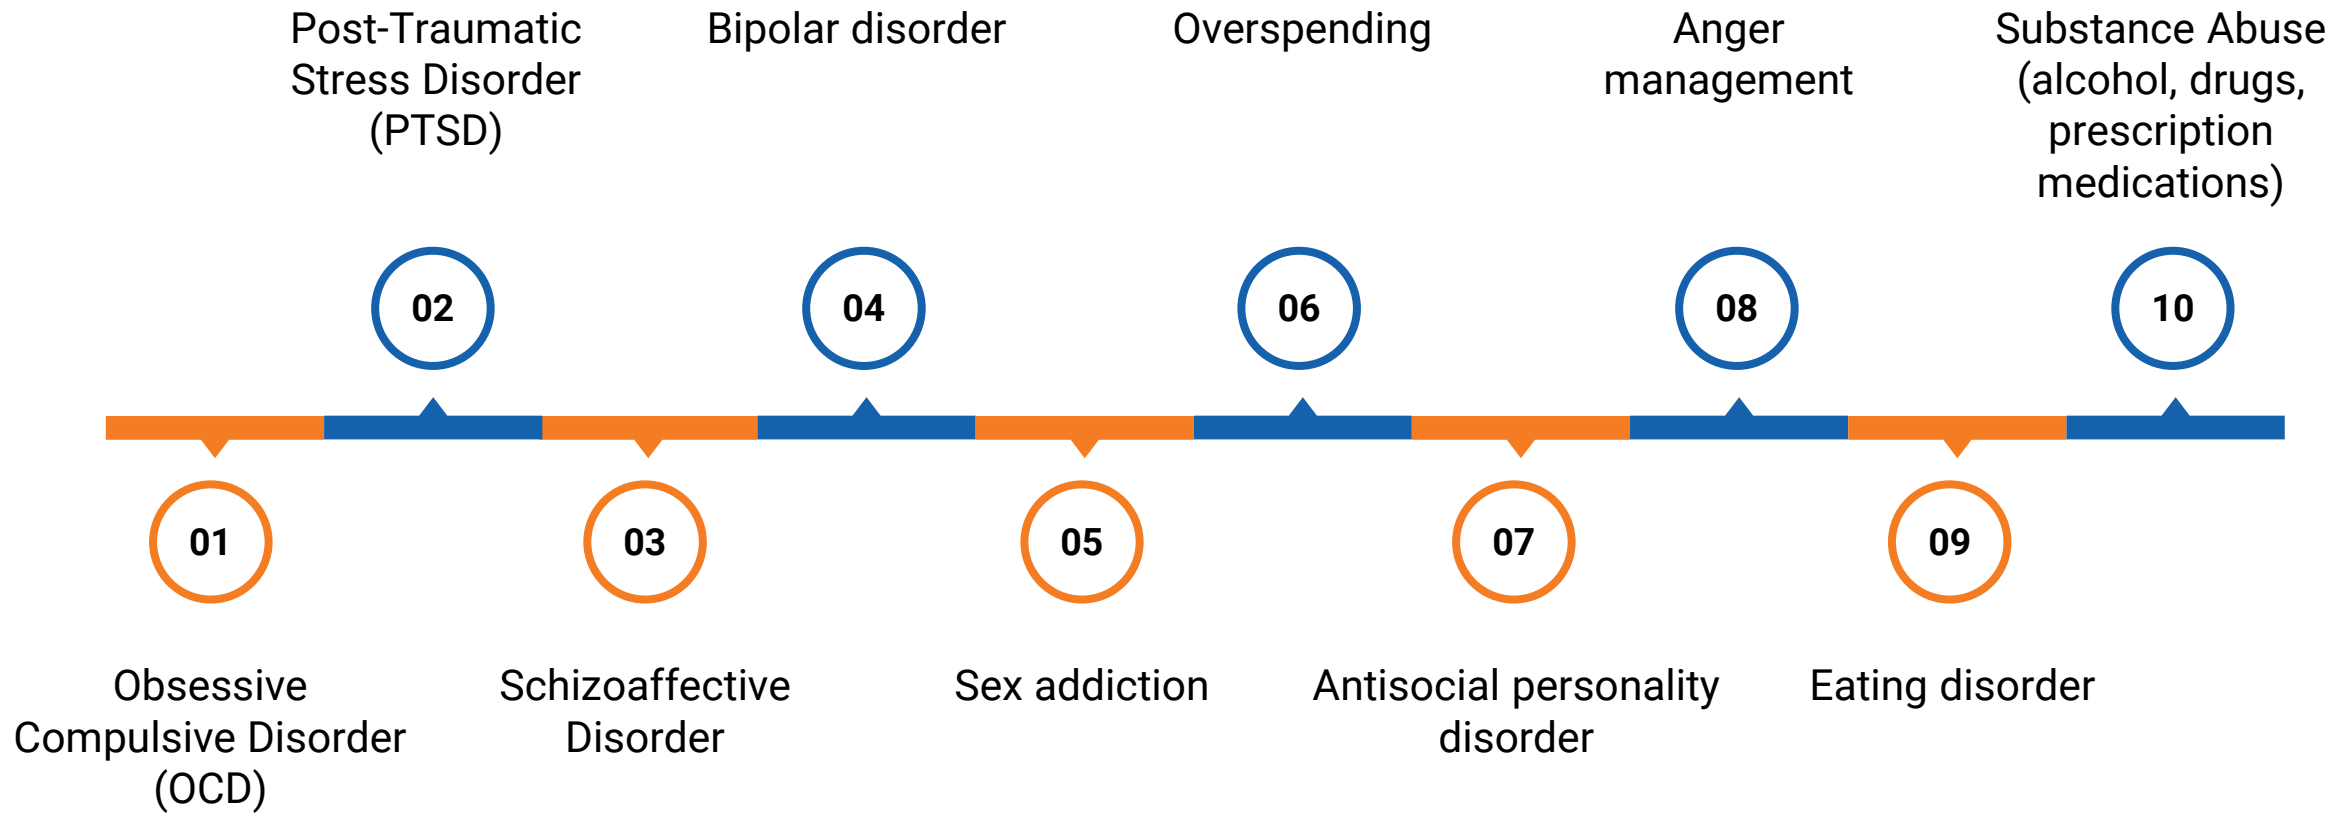 Post-Traumatic
Stress Disorder
(PTSD)
Bipolar disorder
Overspending
Anger
management
Substance Abuse
(alcohol, drugs,
prescription
medications)
02
04
06
08
10
01
03
05
07
09
Obsessive
Compulsive Disorder
(OCD)
Schizoaffective
Disorder
Sex addiction
Antisocial personality
disorder
Eating disorder